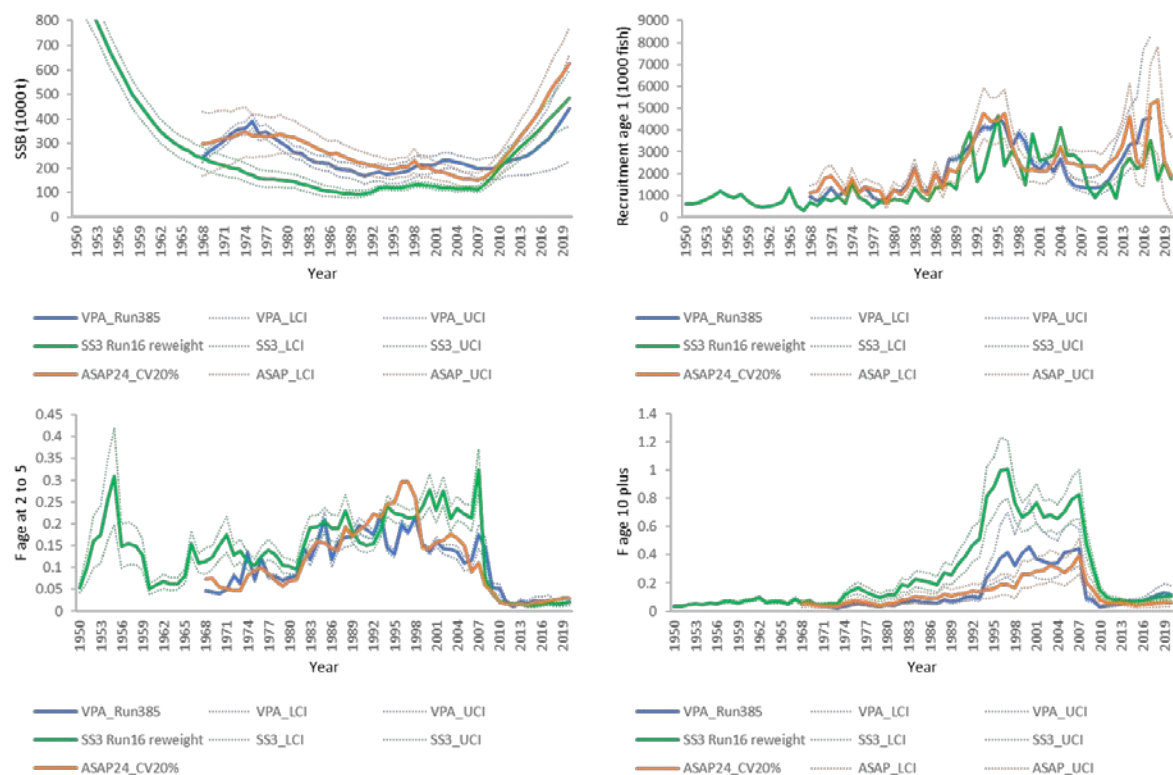 SSB (1000 t)
800
700
600
500
400
300
200
100
0
1950 1953 1956 1959 1962 1965 1968 1971 1974 1977 1980 1983 1986 1989 1992 1995 1998 2001 2004 2007 2010 2013 2016 2019
Year
VPA_Run385 VPA_LCI VPA_UCI
SS3 Run16 reweight SS3_LCI SS3_UCI
ASAP24_CV20% ASAP_LCI ASAP_UCI
Recruitment age 1 (1000 fish)
9000
8000
7000
6000
5000
4000
3000
2000
1000
0
1950 1953 1956 1959 1962 1965 1968 1971 1974 1977 1980 1983 1986 1989 1992 1995 1998 2001 2004 2007 2010 2013 2016 2019
Year
VPA_Run385 VPA_LCI VPA_UCI
SS3 Run16 reweight SS3_LCI SS3_UCI
ASAP24_CV20% ASAP_LCI ASAP_UCI
F age at 2 to 5
0.45
0.4
0.35
0.3
0.25
0.2
0.15
0.1
0.05
0
1950 1953 1956 1959 1962 1965 1968 1971 1974 1977 1980 1983 1986 1989 1992 1995 1998 2001 2004 2007 2010 2013 2016 2019
Year
VPA_Run385 VPA_LCI VPA_UCI
SS3 Run16 reweight SS3_LCI SS3_UCI
ASAP24_CV20%
F age 10 plus
1.4
1.2
1
0.8
0.6
0.4
0.2
0
1950 1953 1956 1959 1962 1965 1968 1971 1974 1977 1980 1983 1986 1989 1992 1995 1998 2001 2004 2007 2010 2013 2016 2019
Year
VPA_Run385 VPA_LCI VPA_UCI
SS3 Run16 reweight SS3_LCI SS3_UCI
ASAP24_CV20% ASAP_LCI ASAP_UCI